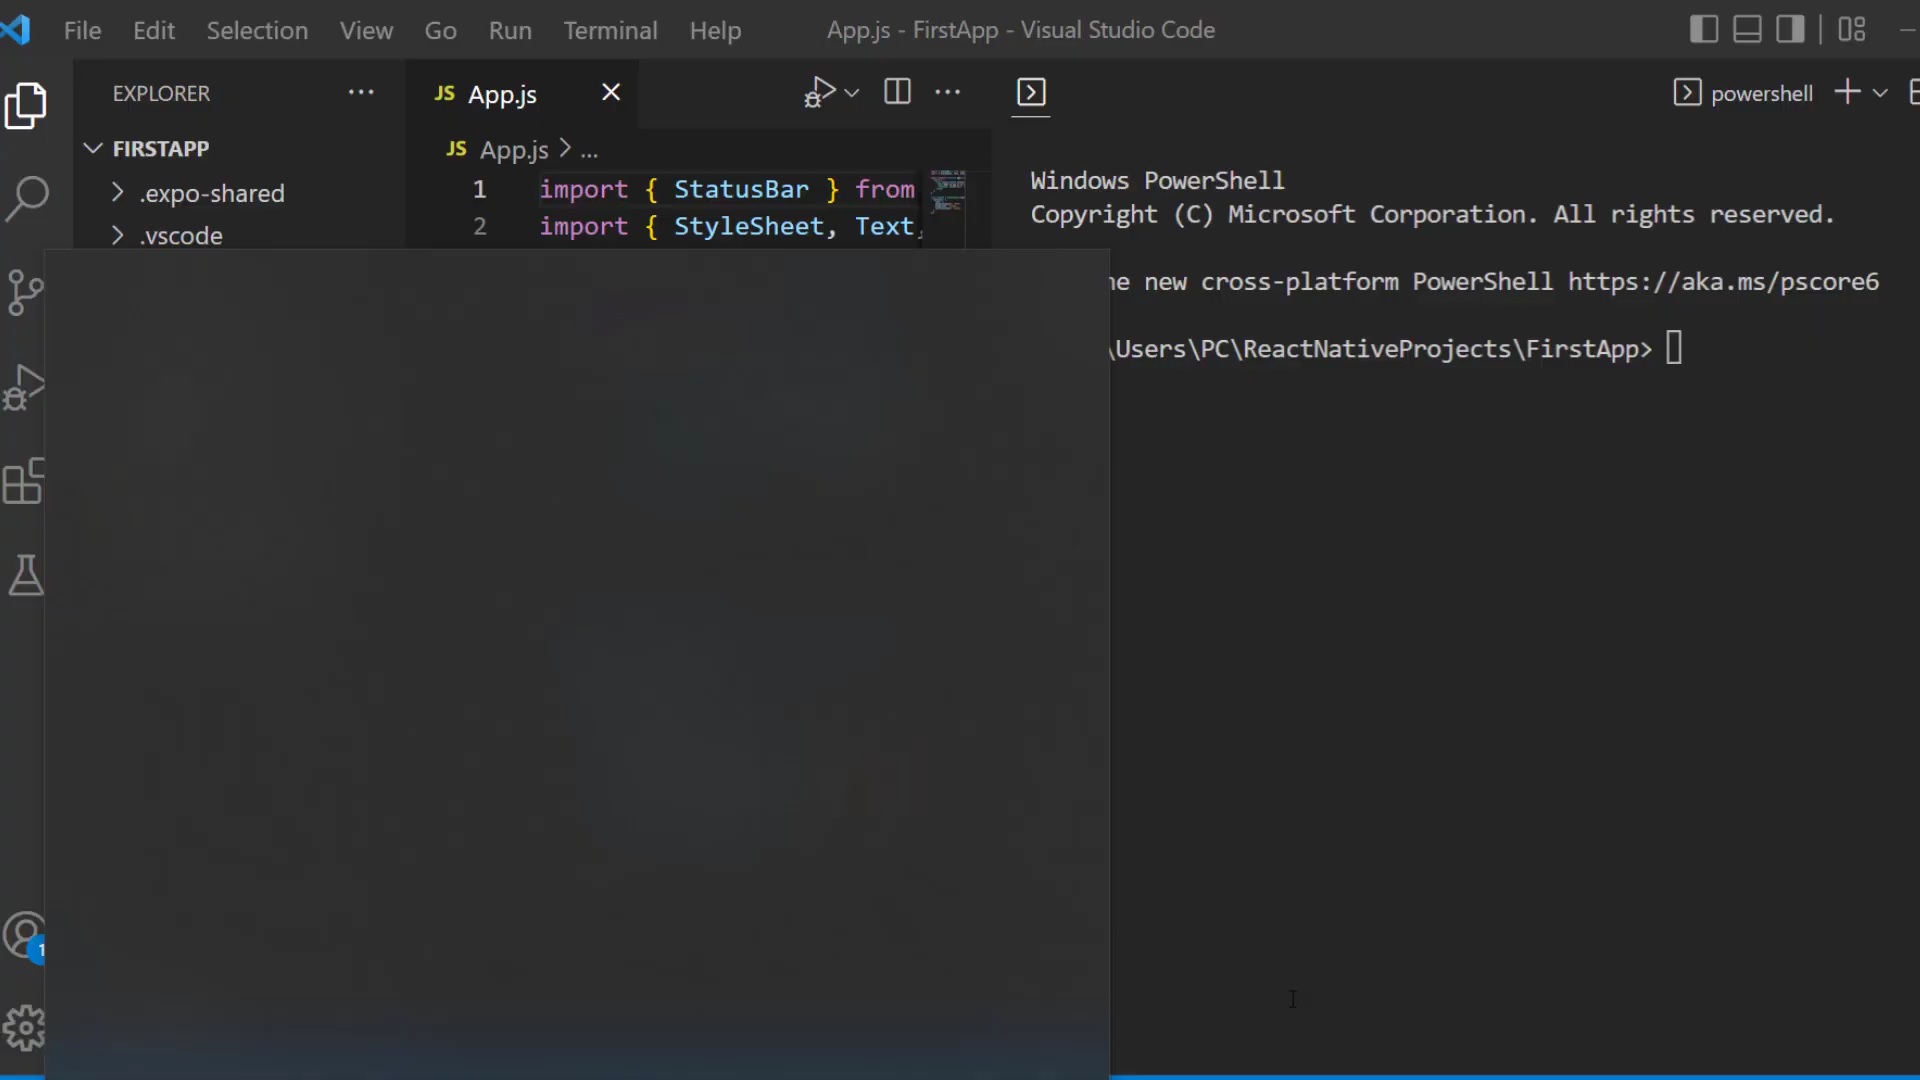 File Edit Selection View Go Run Terminal Help App.js - FirstApp - Visual Studio Code
EXPLORER
FIRSTAPP
.expo-shared
.vscode
JS App.js
JS App.js > ...
1 import { StatusBar } from
2 import { StyleSheet, Text,
powershell
Windows PowerShell
Copyright (C) Microsoft Corporation. All rights reserved.
he new cross-platform PowerShell https://aka.ms/pscore6
\Users\PC\ReactNativeProjects\FirstApp>
1